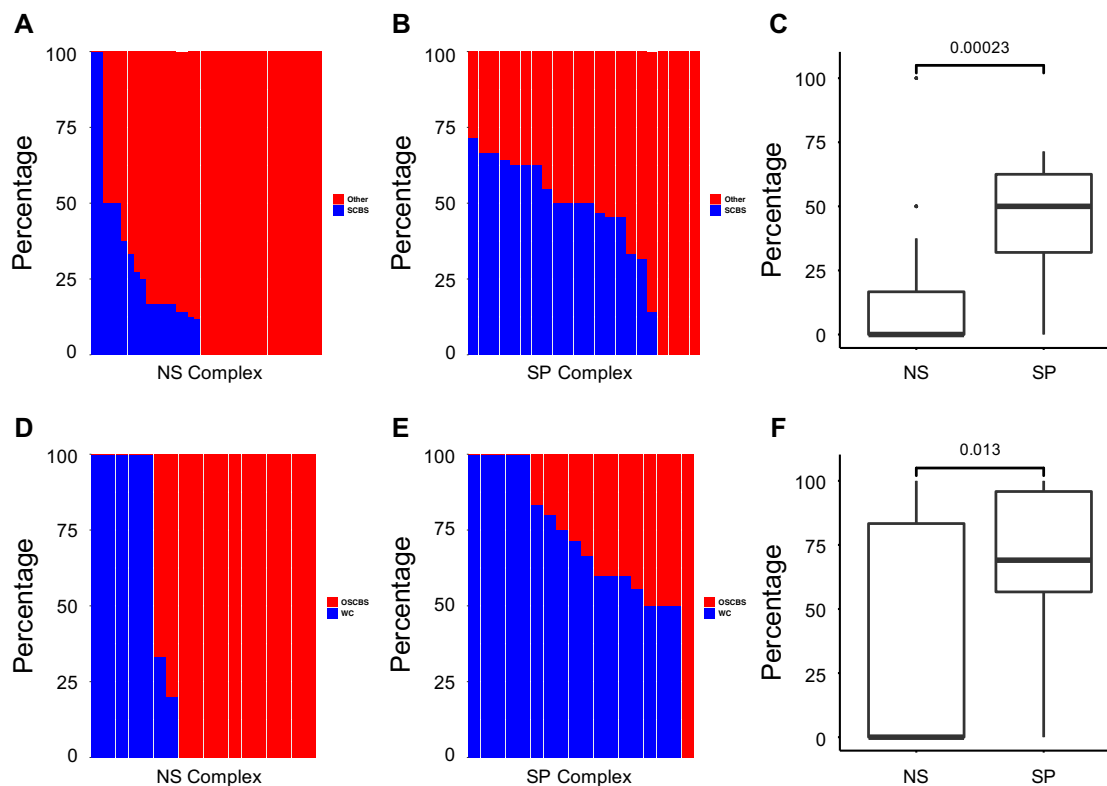 A
B
C
Percentage
100
75
50
25
0
Other
SCBS
NS Complex
Percentage
100
75
50
25
0
Other
SCBS
SP Complex
Percentage
100
75
50
25
0
0.00023
NS
SP
D
E
F
Percentage
100
75
50
25
0
OSCBS
WC
NS Complex
Percentage
100
75
50
25
0
OSCBS
WC
SP Complex
Percentage
100
75
50
25
0
0.013
NS
SP